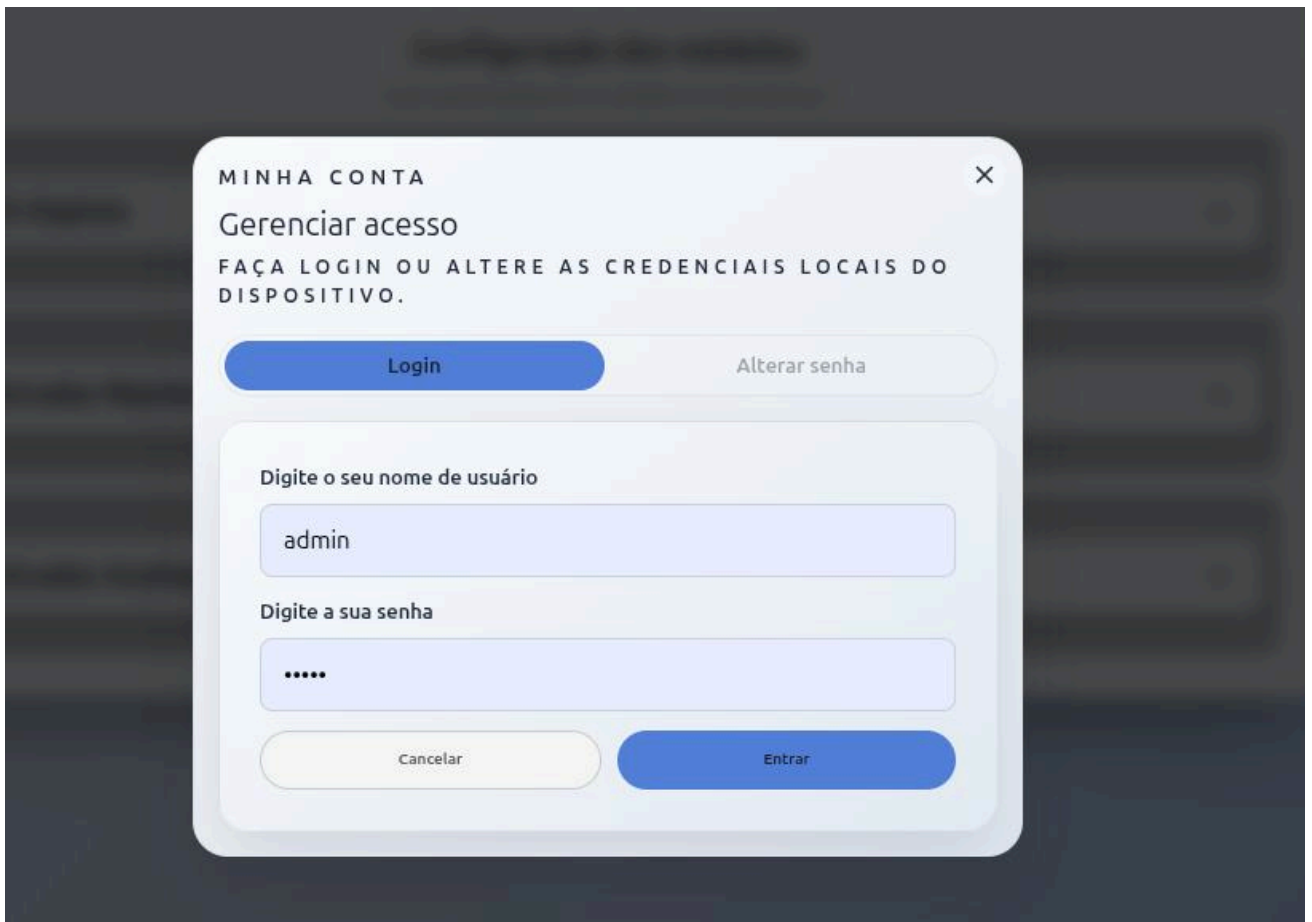 MINHA CONTA
Gerenciar acesso
FAÇA LOGIN OU ALTERE AS CREDENCIAIS LOCAIS DO
DISPOSITIVO.
Login
Alterar senha
Digite o seu nome de usuário
admin
Digite a sua senha
•••••
Cancelar
Entrar